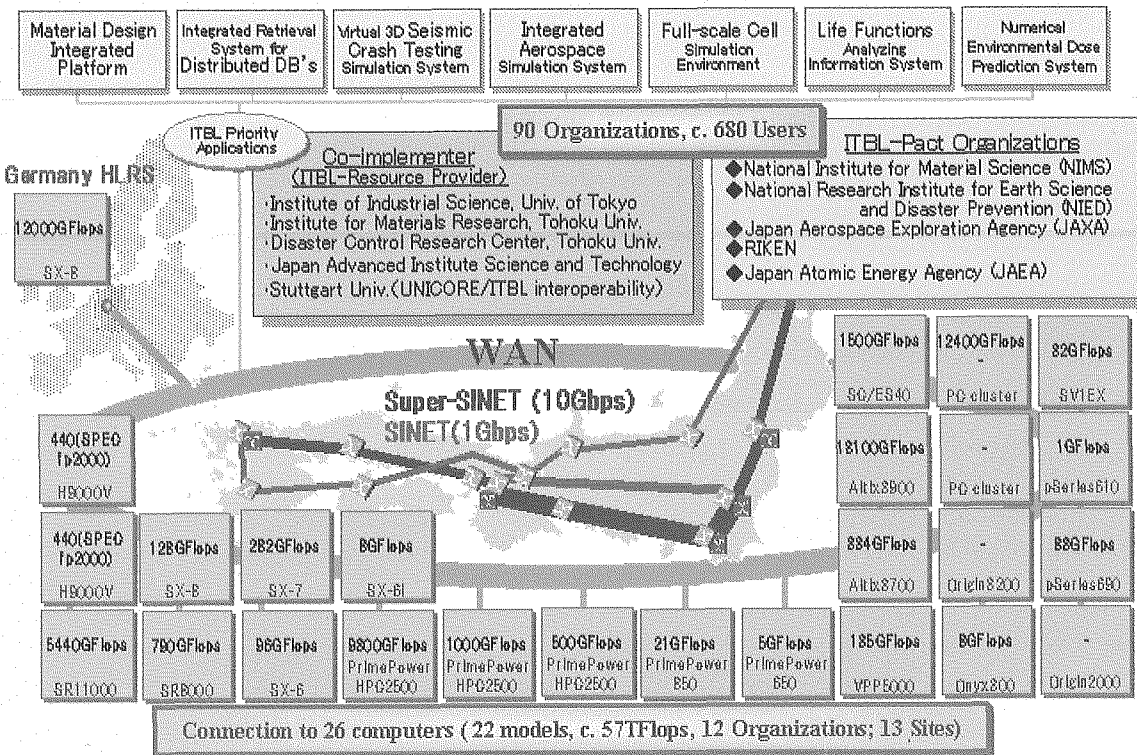 Material Design
Integrated
Platform
Integrated Retrieval
System for
Distributed DB's
Virtual 3D Seismic
Crash Testing
Simulation System
Integrated
Aerospace
Simulation System
Full-scale Cell
Simulation
Environment
Life Functions
Analyzing
Information System
Numerical
Environmental Dose
Prediction System
ITBL Priority
Applications
90 Organizations, c. 680 Users
Co-implementer
(ITBL-Resource Provider)
·Institute of Industrial Science, Univ. of Tokyo
·Institute for Materials Research, Tohoku Univ.
·Disaster Control Research Center, Tohoku Univ.
·Japan Advanced Institute Science and Technology
·Stuttgart Univ.(UNICORE/ITBL interoperability)
ITBL-Pact Organizations
◆National Institute for Material Science (NIMS)
◆National Research Institute for Earth Science
and Disaster Prevention (NIED)
◆Japan Aerospace Exploration Agency (JAXA)
◆RIKEN
◆Japan Atomic Energy Agency (JAEA)
Germany HLRS
12000GFlops
SX-8
WAN
Super-SINET (10Gbps)
SINET(1Gbps)
1500GFlops
SC/ES40
12400GFlops
-
PC cluster
82GFlops
SV1EX
440(SPEC
fp2000)
H9000V
18100GFlops
-
PC cluster
1GFlops
pSeries610
440(SPEC
fp2000)
H9000V
128GFlops
SX-8
282GFlops
SX-7
8GFlops
SX-6i
884GFlops
-
88GFlops
pSeries690
5440GFlops
SR11000
790GFlops
SR8000
96GFlops
SX-6
9800GFlops
PrimePower
HPC2500
1000GFlops
PrimePower
HPC2500
500GFlops
PrimePower
HPC2500
21GFlops
PrimePower
850
5GFlops
PrimePower
650
185GFlops
VPP5000
8GFlops
-
Origin2000
Connection to 26 computers ( 22 models, c. 57TFlops, 12 Organizations; 13 Sites)